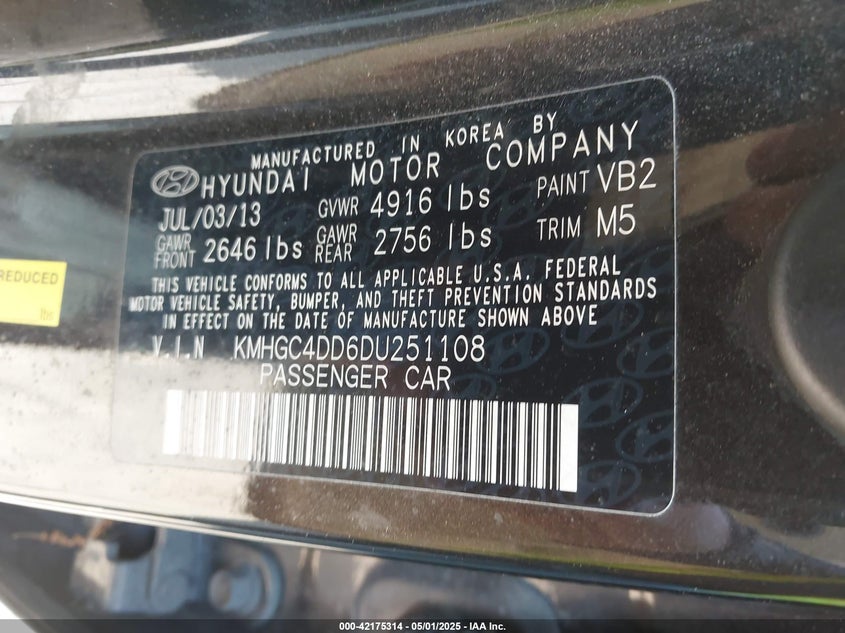 MANUFACTURED IN KOREA BY
HYUNDAI MOTOR COMPANY
JUL/03/13 GVWR 4916 lbs PAINT VB2
GAWR FRONT 2646 lbs GAWR REAR 2756 lbs TRIM M5
THIS VEHICLE CONFORMS TO ALL APPLICABLE U.S.A. FEDERAL
MOTOR VEHICLE SAFETY, BUMPER, AND THEFT PREVENTION STANDARDS
IN EFFECT ON THE DATE OF MANUFACTURE SHOWN ABOVE
V.I.N KMHGC4DD6DU251108
PASSENGER CAR
REDUCED
lbs
000-42175314 - 05/01/2025 - IAA Inc.